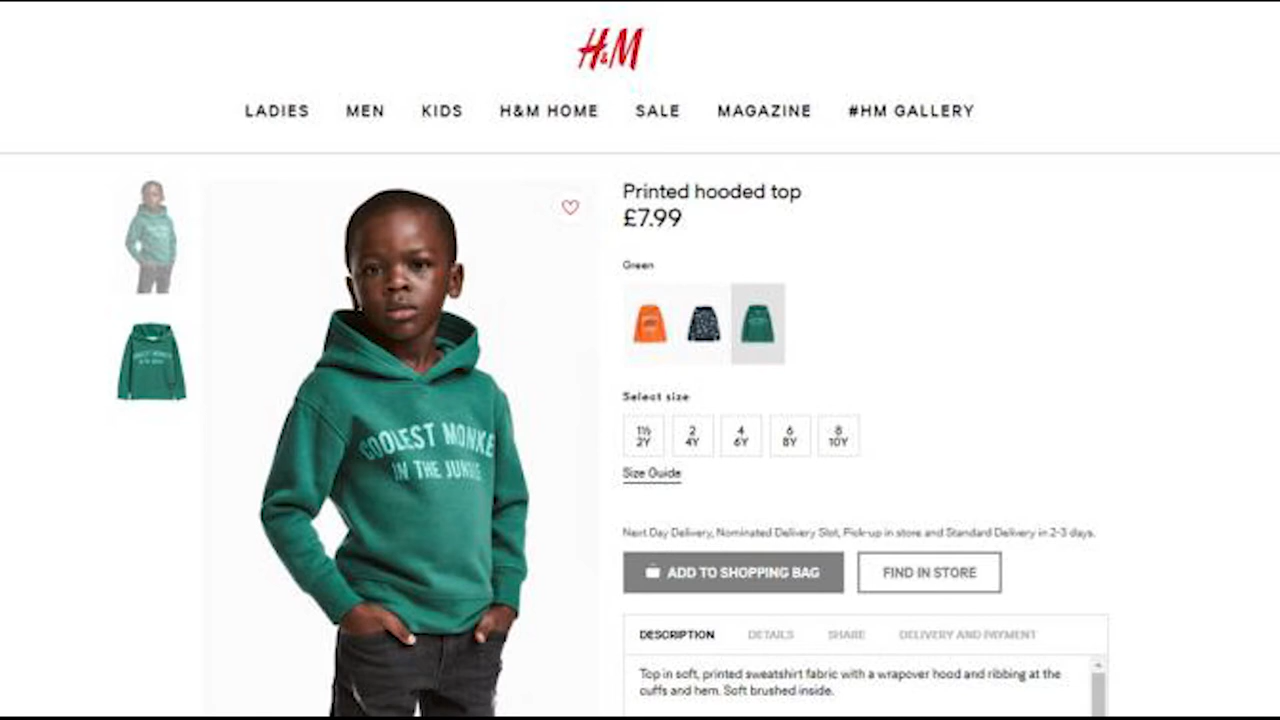 H&M
LADIES MEN KIDS H&M HOME SALE MAGAZINE #HM GALLERY
Printed hooded top
£7.99
Green
COOLEST MONKE
IN THE JUNGLE
Select size
1½ 2 4 6 8
2Y 4Y 6Y 8Y 10Y
Size Guide
Next Day Delivery, Nominated Delivery Slot, Pick-up in store and Standard Delivery in 2-3 days.
ADD TO SHOPPING BAG FIND IN STORE
DESCRIPTION DETAILS SHARE DELIVERY AND PAYMENT
Top in soft, printed sweatshirt fabric with a wrapover hood and ribbing at the
cuffs and hem. Soft brushed inside.